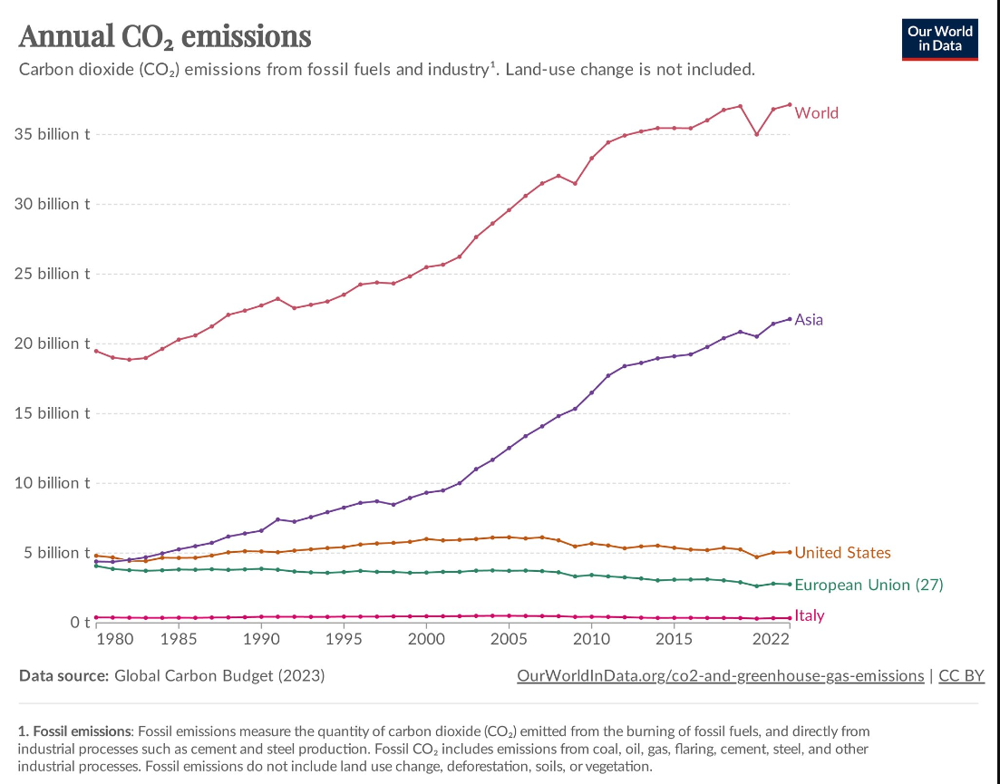 Annual CO₂ emissions
Our World
in Data
Carbon dioxide (CO₂) emissions from fossil fuels and industry¹. Land-use change is not included.
35 billion t
30 billion t
25 billion t
20 billion t
15 billion t
10 billion t
5 billion t
0 t
World
Asia
United States
European Union (27)
Italy
1980 1985 1990 1995 2000 2005 2010 2015 2022
Data source: Global Carbon Budget (2023)
OurWorldInData.org/co2-and-greenhouse-gas-emissions | CC BY
1. Fossil emissions: Fossil emissions measure the quantity of carbon dioxide (CO₂) emitted from the burning of fossil fuels, and directly from
industrial processes such as cement and steel production. Fossil CO₂ includes emissions from coal, oil, gas, flaring, cement, steel, and other
industrial processes. Fossil emissions do not include land use change, deforestation, soils, or vegetation.